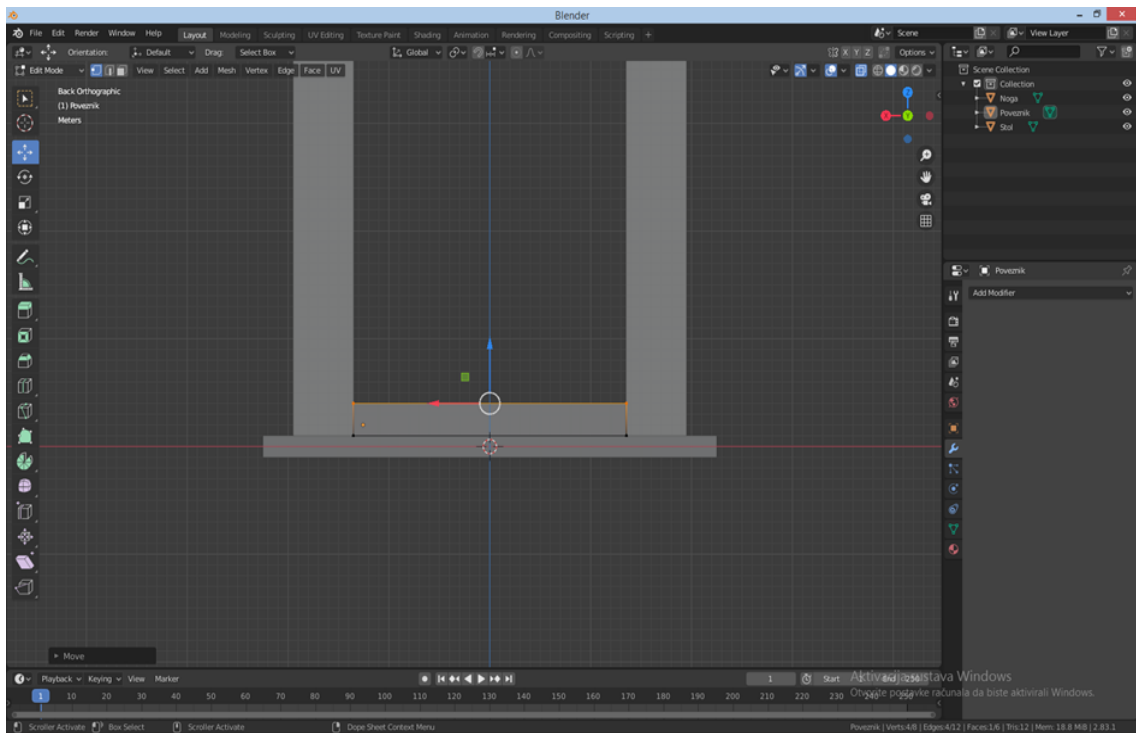 Blender
File Edit Render Window Help Layout Modeling Sculpting UV Editing Texture Paint Shading Animation Rendering Compositing Scripting + Scene View Layer
Orientation: Default Drag: Select Box Global X Y Z Options
Edit Mode View Select Add Mesh Vertex Edge Face UV
Back Orthographic
(1) Poveznik
Meters
Z
X
Y
Scene Collection
Collection
Noga
Poveznik
Stol
Poveznik
Add Modifier
Move
Playback Keying View Marker 1 Start End 250
1 10 20 30 40 50 60 70 80 90 100 110 120 130 140 150 160 170 180 190 200 210 220 230 240 250
Aktivacija sustava Windows
Otvorite postavke računala da biste aktivirali Windows.
Scroller Activate Box Select Scroller Activate Dope Sheet Context Menu Poveznik | Verts:4/8 | Edges:4/12 | Faces:1/6 | Tris:12 | Mem: 18.8 MiB | 2.83.1